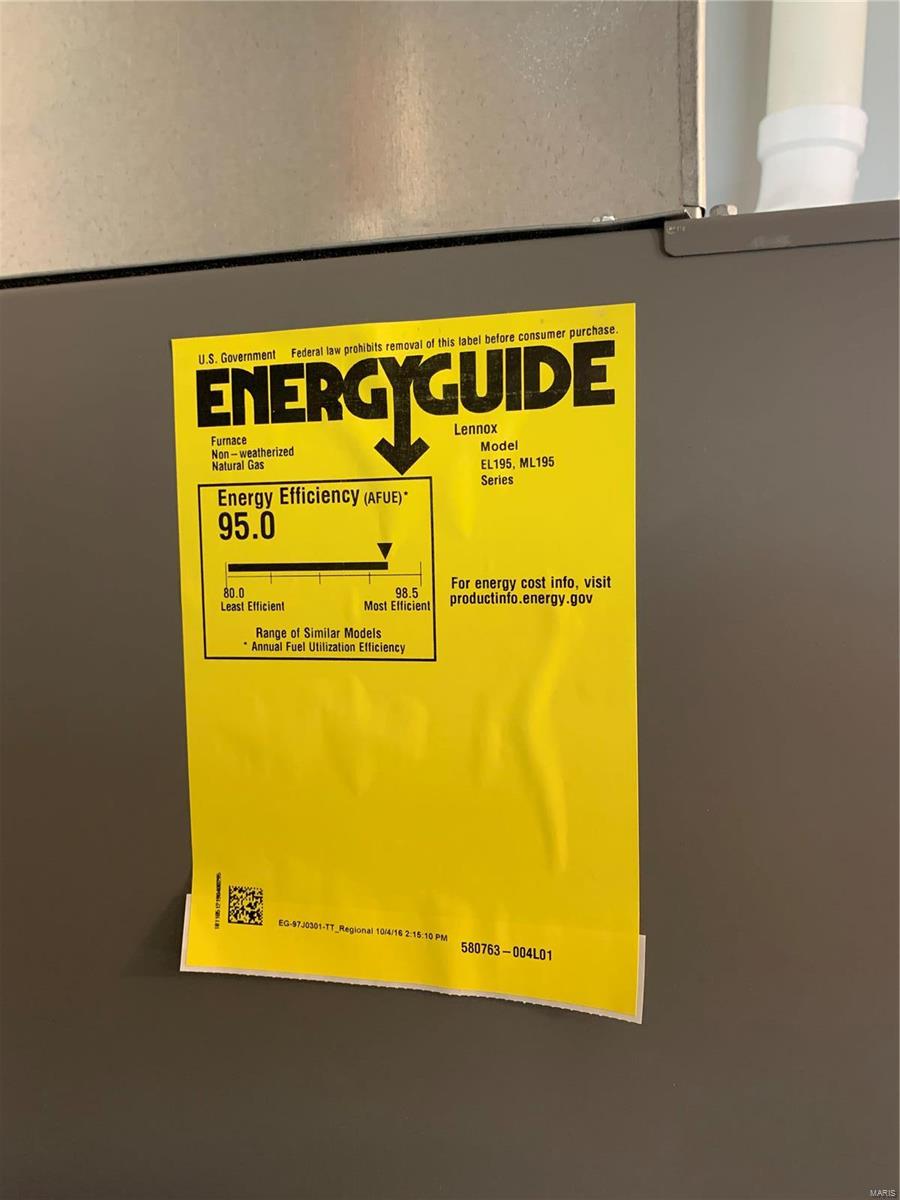 U.S. Government Federal law prohibits removal of this label before consumer purchase.
ENERGYGUIDE
Furnace
Non-weatherized
Natural Gas
Lennox
Model
EL195, ML195
Series
Energy Efficiency (AFUE)*
95.0
80.0
Least Efficient
98.5
Most Efficient
Range of Similar Models
* Annual Fuel Utilization Efficiency
For energy cost info, visit
productinfo.energy.gov
EG-97J0301-TT_Regional 10/4/16 2:15:10 PM
580763-004L01
MARIS